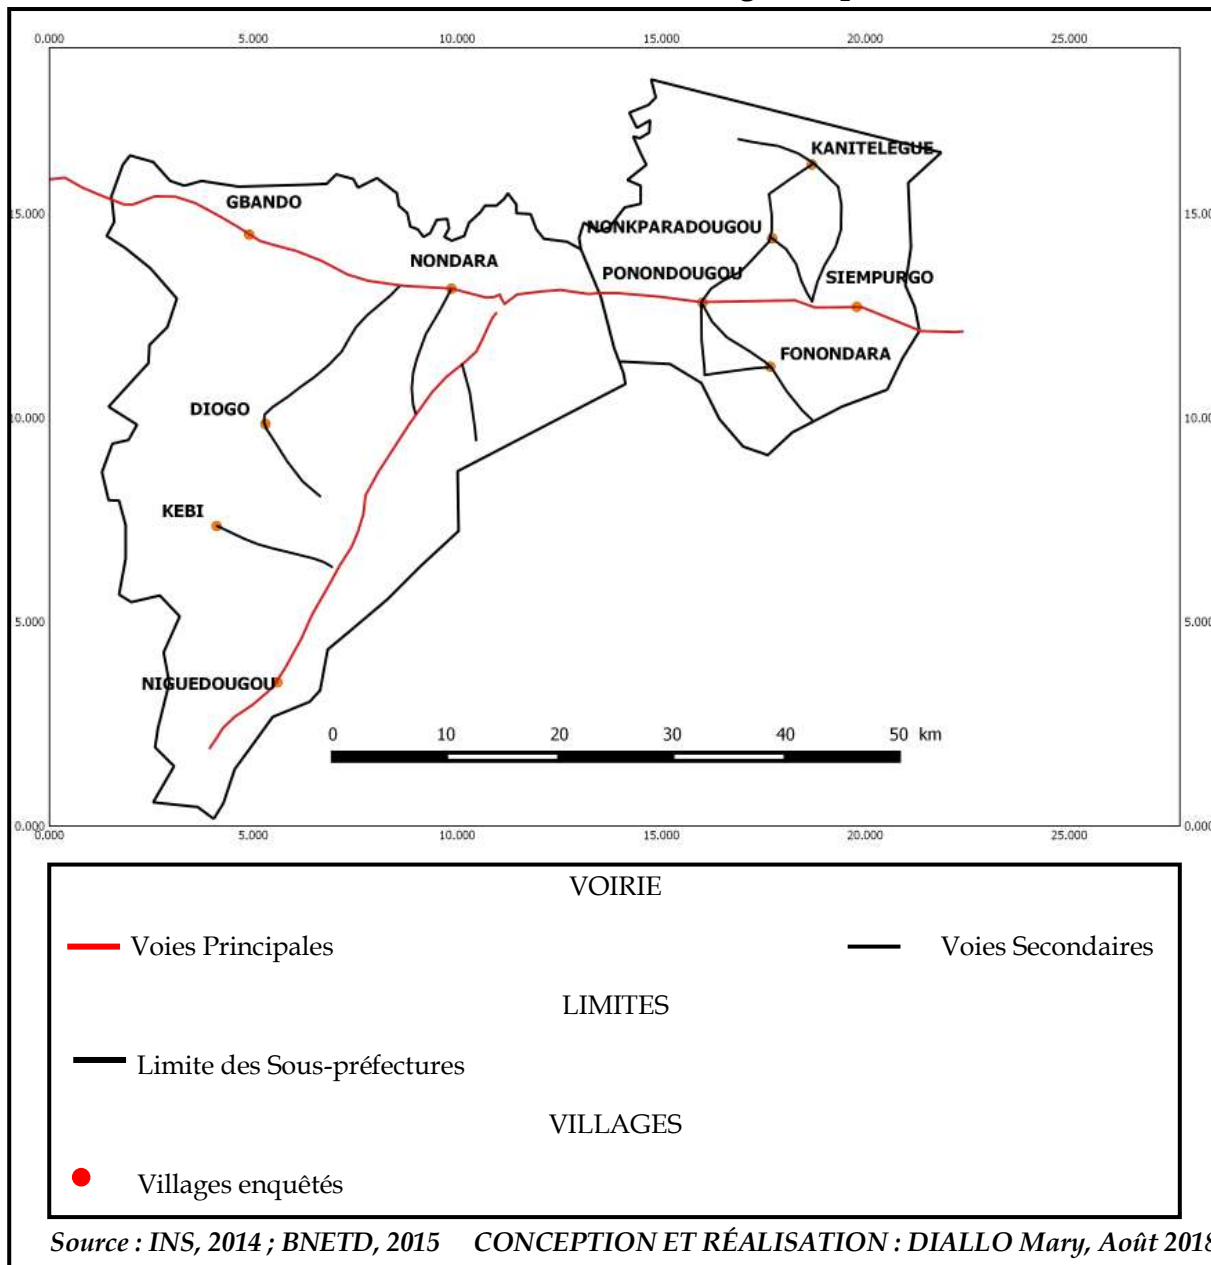 0.000 5.000 10.000 15.000 20.000 25.000
KANITELEGUE
GBANDO
15.000 15.000
NONKPARADOUGOU
NONDARA
PONONDOUGOU
SIEMPURGO
FONONDARA
DIOGO
10.000 10.000
KEBI
5.000 5.000
NIGUEDOUGOU
0 10 20 30 40 50 km
0.000 0.000
0.000 5.000 10.000 15.000 20.000 25.000
VOIRIE
Voies Principales Voies Secondaires
LIMITES
Limite des Sous-préfectures
VILLAGES
Villages enquêtés
Source : INS, 2014 ; BNETD, 2015 CONCEPTION ET RÉALISATION : DIALLO Mary, Août 2018